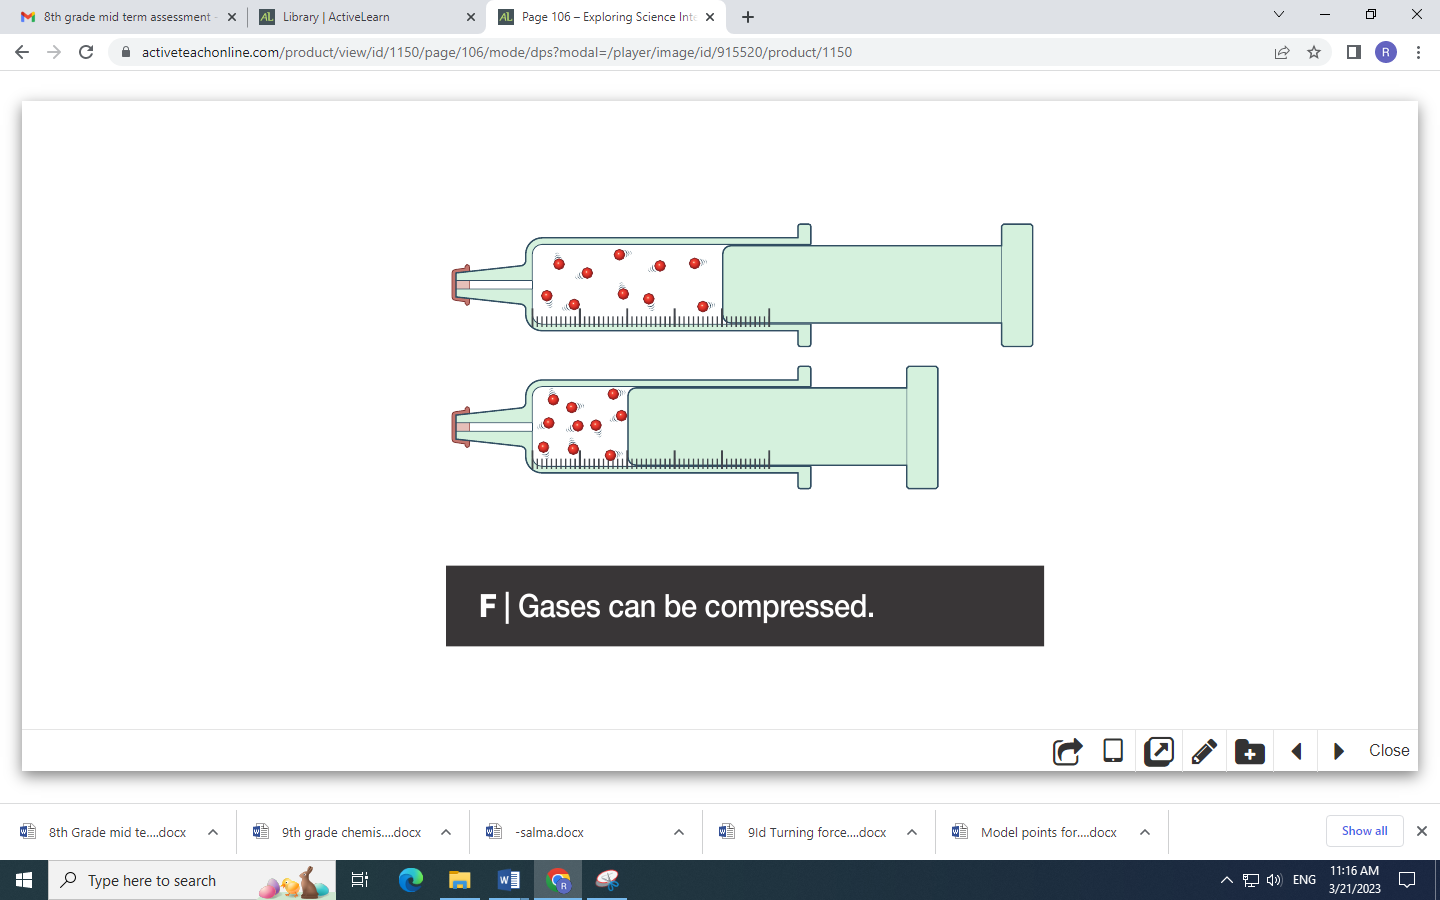 8th grade mid term assessment -
Library | ActiveLearn
Page 106 – Exploring Science Inte
activeteachonline.com/product/view/id/1150/page/106/mode/dps?modal=/player/image/id/915520/product/1150
R
F | Gases can be compressed.
Close
8th Grade mid te....docx
9th grade chemis....docx
-salma.docx
9Id Turning force....docx
Model points for....docx
Show all
Type here to search
R
ENG
11:16 AM
3/21/2023